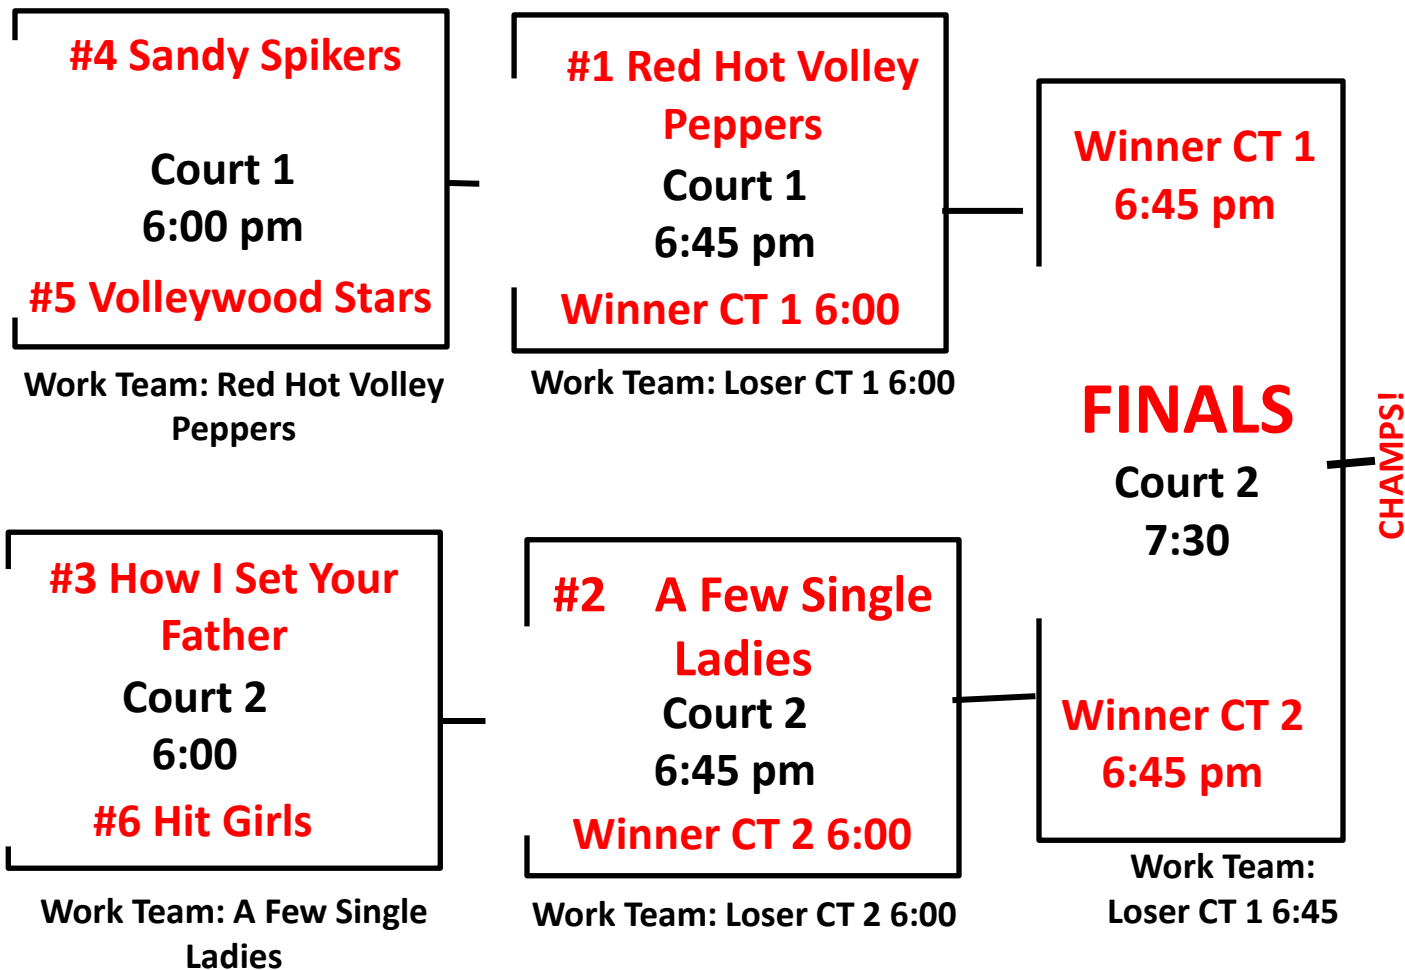 #4 Sandy Spikers
Court 1
6:00 pm
#5 Volleywood Stars
Work Team: Red Hot Volley
Peppers
#1 Red Hot Volley
Peppers
Court 1
6:45 pm
Winner CT 1 6:00
Work Team: Loser CT 1 6:00
#3 How I Set Your
Father
Court 2
6:00
#6 Hit Girls
Work Team: A Few Single
Ladies
#2 A Few Single
Ladies
Court 2
6:45 pm
Winner CT 2 6:00
Work Team: Loser CT 2 6:00
Winner CT 1
6:45 pm
FINALS
Court 2
7:30
Winner CT 2
6:45 pm
Work Team:
Loser CT 1 6:45
CHAMPS!